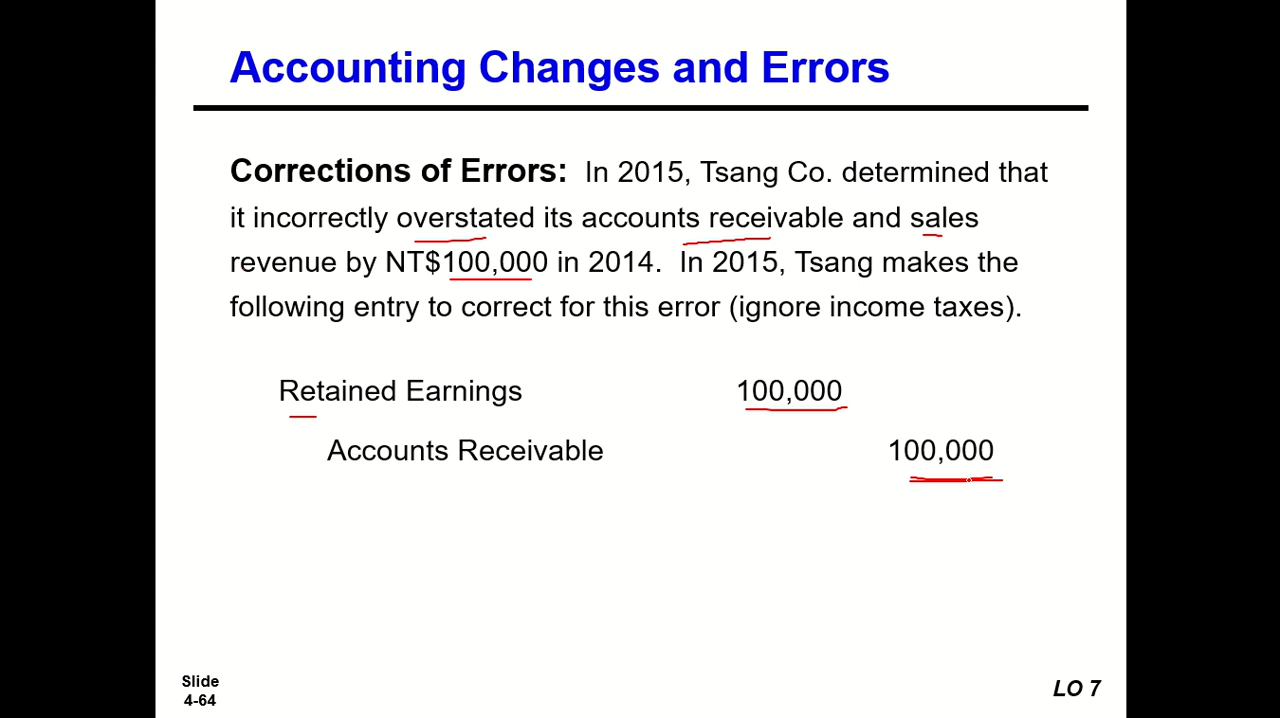 Accounting Changes and Errors
Corrections of Errors: In 2015, Tsang Co. determined that
it incorrectly overstated its accounts receivable and sales
revenue by NT$100,000 in 2014. In 2015, Tsang makes the
following entry to correct for this error (ignore income taxes).
Retained Earnings 100,000
Accounts Receivable 100,000
Slide
4-64
LO 7